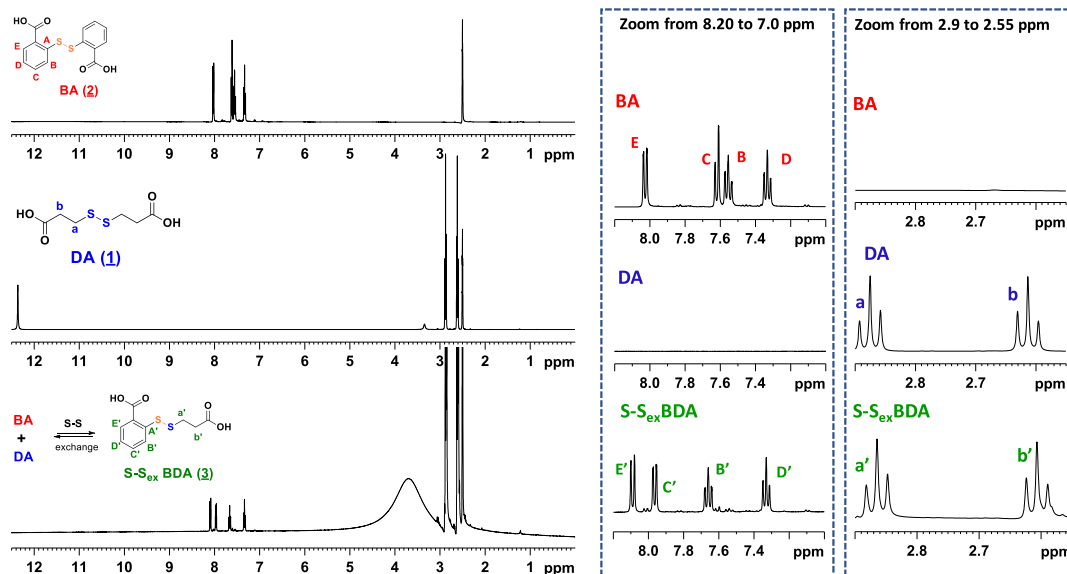 HO
O
A
S
S
E
D
B
C
O
OH
BA (2)
12 11 10 9 8 7 6 5 4 3 2 1 ppm
b
O
HO
S
S
OH
O
a
DA (1)
12 11 10 9 8 7 6 5 4 3 2 1 ppm
BA
+
DA
S-S
exchange
HO
O
a'
O
S
S
OH
E'
A'
b'
D'
B'
C'
S-Sex BDA (3)
12 11 10 9 8 7 6 5 4 3 2 1 ppm
Zoom from 8.20 to 7.0 ppm
BA
E
C
B
D
8.0 7.8 7.6 7.4 ppm
DA
8.0 7.8 7.6 7.4 ppm
S-SexBDA
E’
C’
B’
D’
8.0 7.8 7.6 7.4 ppm
Zoom from 2.9 to 2.55 ppm
BA
2.8 2.7 ppm
DA
a
b
2.8 2.7 ppm
S-SexBDA
a’
b’
2.8 2.7 ppm